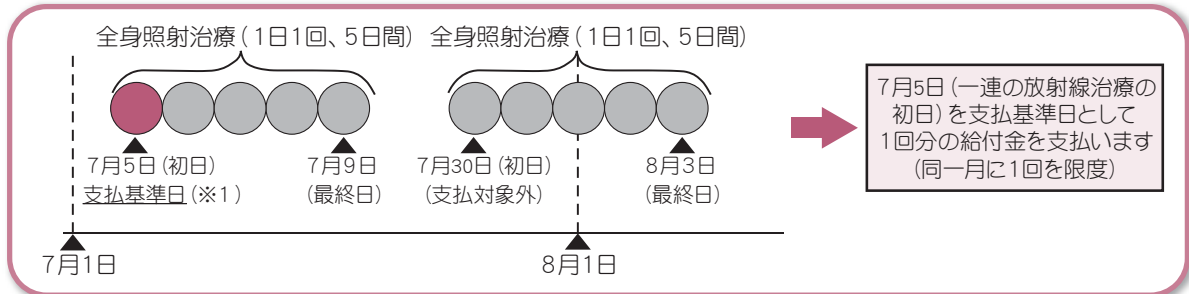 全身照射治療（1日1回、5日間）
全身照射治療（1日1回、5日間）
7月5日（初日）
支払基準日（※1）
7月9日
（最終日）
7月30日（初日）
（支払対象外）
8月3日
（最終日）
7月1日
8月1日
7月5日（一連の放射線治療の
初日）を支払基準日として
1回分の給付金を支払います
（同一月に1回を限度）